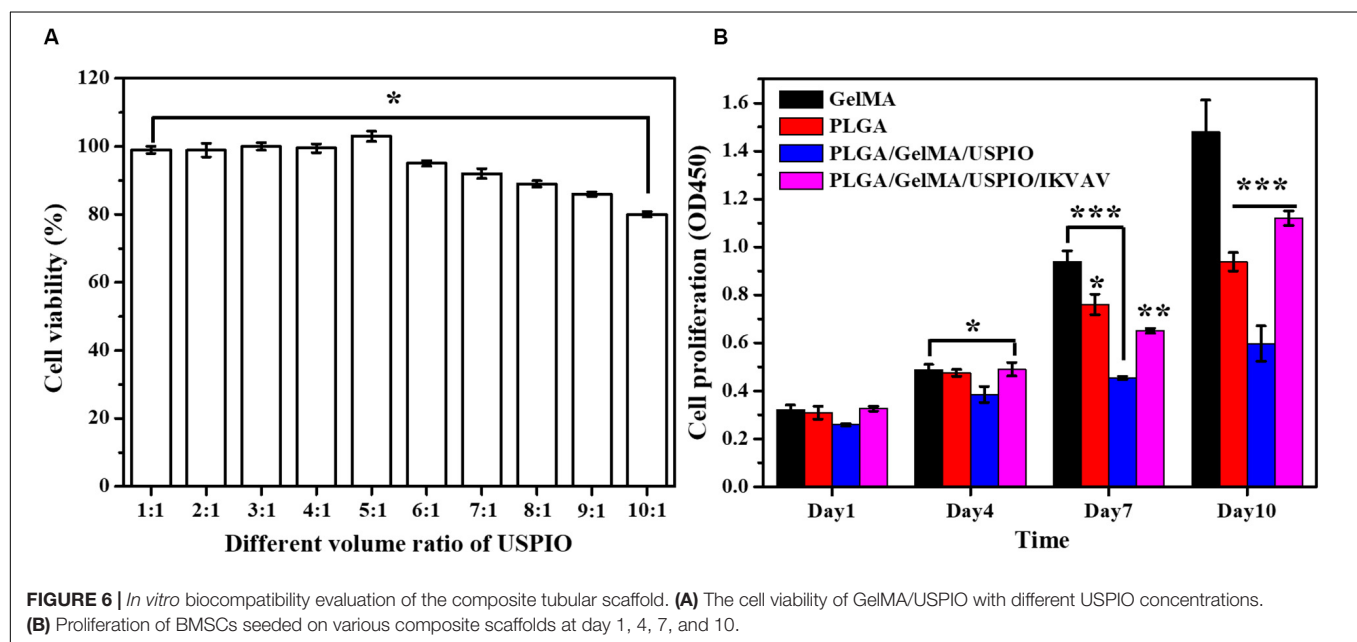 A
120
100
80
60
40
20
0
Cell viability (%)
*
1:1 2:1 3:1 4:1 5:1 6:1 7:1 8:1 9:1 10:1
Different volume ratio of USPIO
B
1.6
1.4
1.2
1.0
0.8
0.6
0.4
0.2
0.0
Cell proliferation (OD450)
GelMA
PLGA
PLGA/GelMA/USPIO
PLGA/GelMA/USPIO/IKVAV
*
***
*
**
***
Day1 Day4 Day7 Day10
Time
FIGURE 6 | In vitro biocompatibility evaluation of the composite tubular scaffold. (A) The cell viability of GelMA/USPIO with different USPIO concentrations.
(B) Proliferation of BMSCs seeded on various composite scaffolds at day 1, 4, 7, and 10.